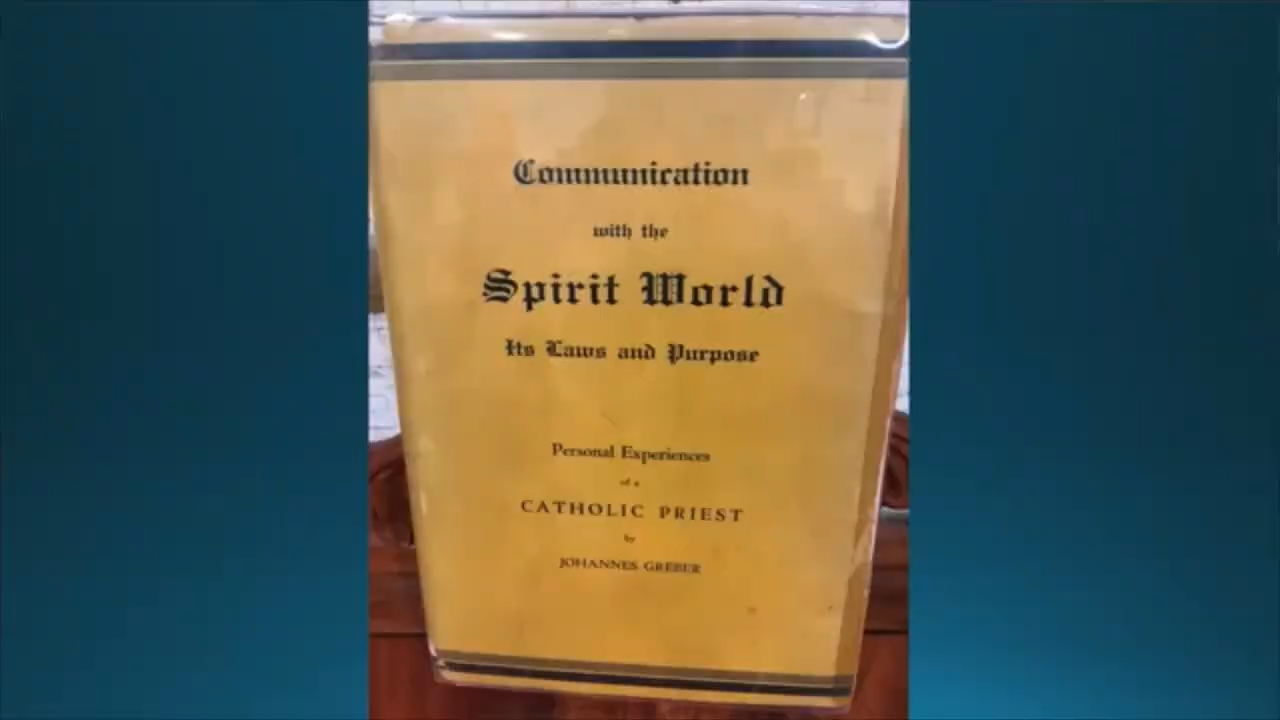 Communication
with the
Spirit World
Its Laws and Purpose
Personal Experiences
of a
CATHOLIC PRIEST
by
JOHANNES GREBER